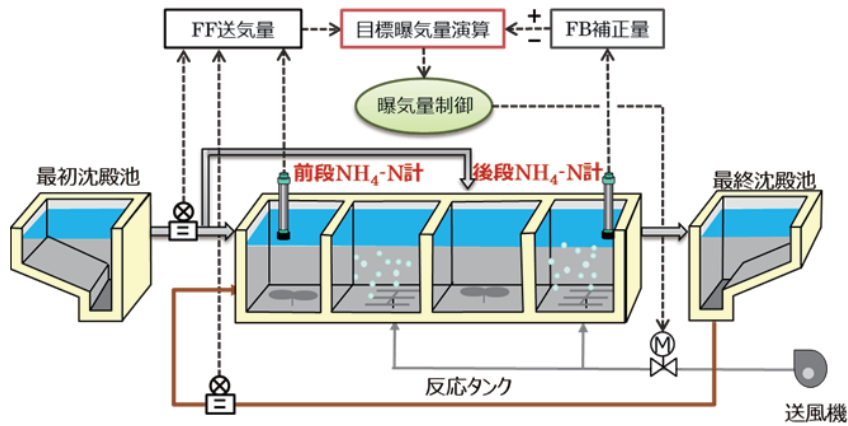 FF送気量
目標曝気量演算
+
−
FB補正量
曝気量制御
最初沈殿池
前段NH₄-N計
後段NH₄-N計
最終沈殿池
M
反応タンク
送風機